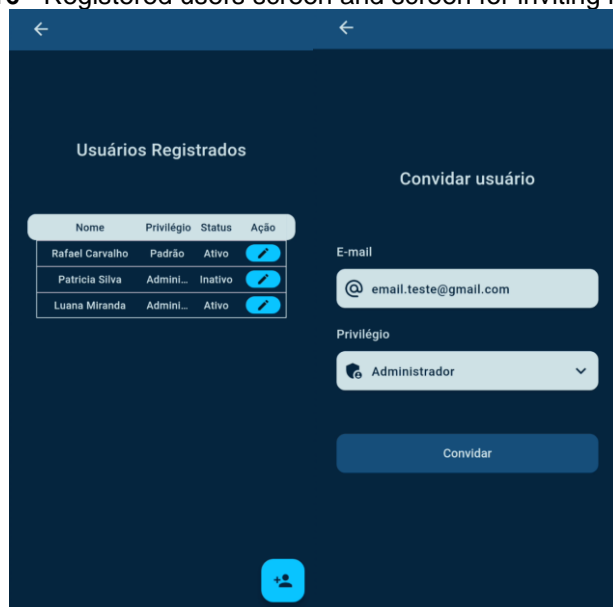 Registered users screen and screen for inviting
Usuários Registrados
Nome Privilégio Status Ação
Rafael Carvalho Padrão Ativo
Patricia Silva Admini... Inativo
Luana Miranda Admini... Ativo
Convidar usuário
E-mail
@ email.teste@gmail.com
Privilégio
Administrador
Convidar